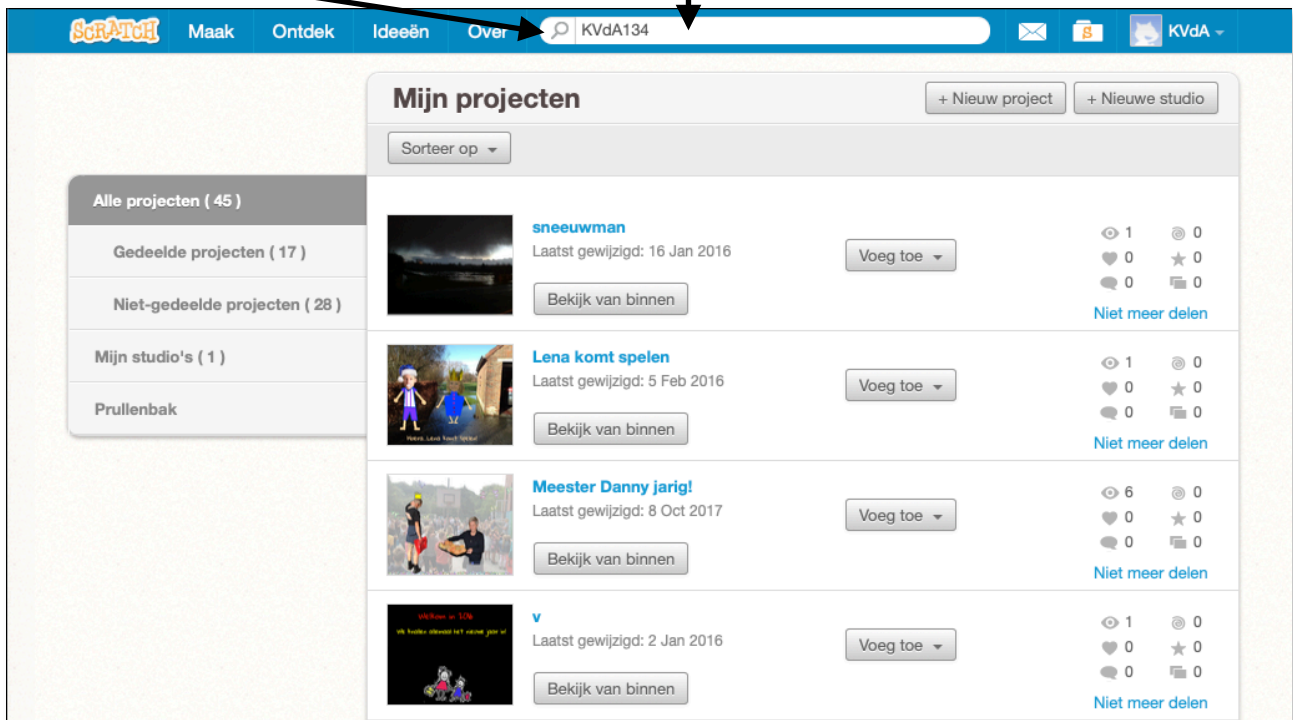 SCRATCH Maak Ontdek Ideeën Over KVdA134 S KVdA
Mijn projecten + Nieuw project + Nieuwe studio
Sorteer op
Alle projecten ( 45 )
Gedeelde projecten ( 17 )
Niet-gedeelde projecten ( 28 )
Mijn studio's ( 1 )
Prullenbak
sneeuwman
Laatst gewijzigd: 16 Jan 2016
Bekijk van binnen
Voeg toe
1 0
0 0
0 0
Niet meer delen
Hoera, Lena komt spelen!
Lena komt spelen
Laatst gewijzigd: 5 Feb 2016
Bekijk van binnen
Voeg toe
1 0
0 0
0 0
Niet meer delen
Meester Danny jarig!
Laatst gewijzigd: 8 Oct 2017
Bekijk van binnen
Voeg toe
6 0
0 0
0 0
Niet meer delen
v
Laatst gewijzigd: 2 Jan 2016
Bekijk van binnen
Voeg toe
1 0
0 0
0 0
Niet meer delen